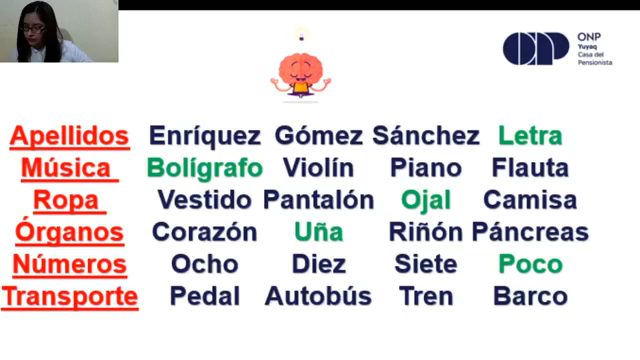 ONP
Yuyaq
Casa del
Pensionista
Apellidos Enríquez Gómez Sánchez Letra
Música Bolígrafo Violín Piano Flauta
Ropa Vestido Pantalón Ojal Camisa
Órganos Corazón Uña Riñón Páncreas
Números Ocho Diez Siete Poco
Transporte Pedal Autobús Tren Barco